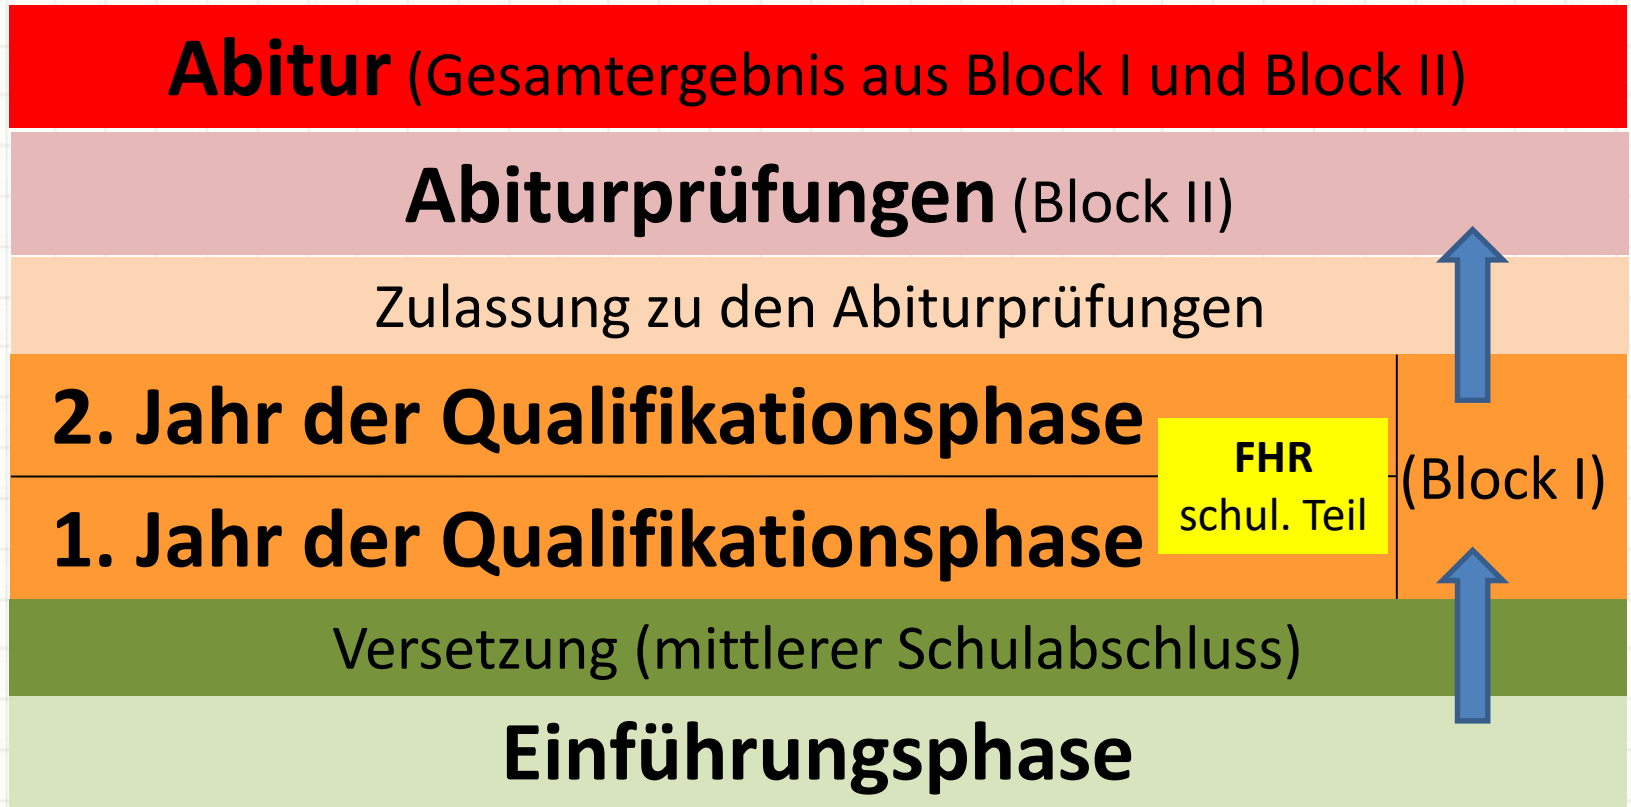 Abitur (Gesamtergebnis aus Block I und Block II)
Abiturprüfungen (Block II)
Zulassung zu den Abiturprüfungen
2. Jahr der Qualifikationsphase
FHR
schul. Teil
(Block I)
1. Jahr der Qualifikationsphase
Versetzung (mittlerer Schulabschluss)
Einführungsphase